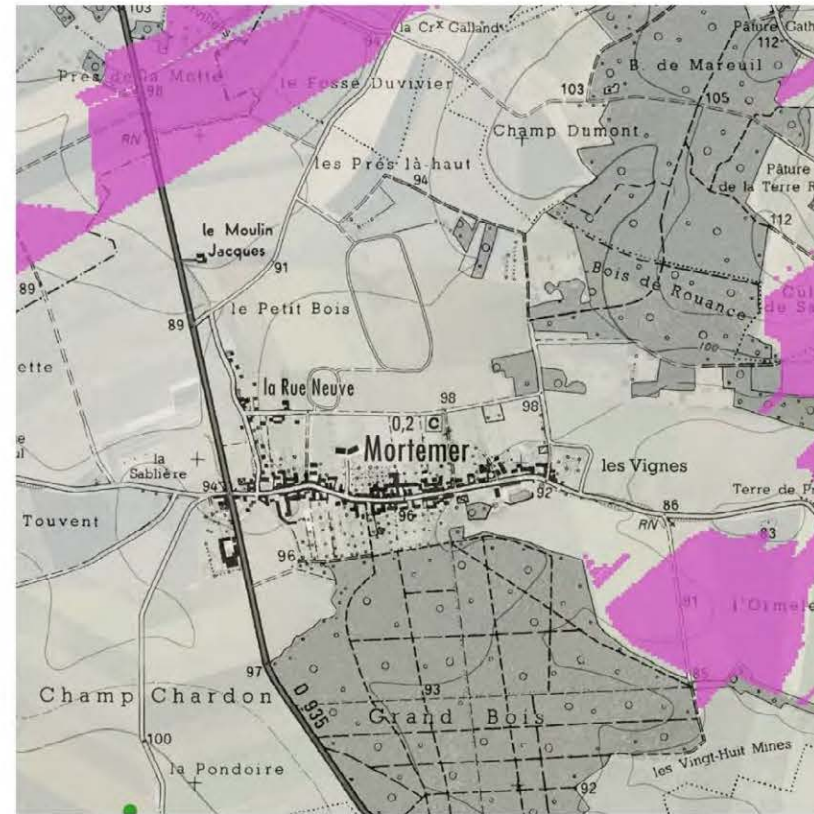 103
la Crˣ Galland
94
Prés de la Motte
98
le Fossé Duvivier
B. de Mareuil
112
Pâture
103
105
RN
Champ Dumont
les Prés là-haut
94
Pâture
de la Terre
112
le Moulin
Jacques
91
89
Bois de Rouance
le Petit Bois
89
100
la Rue Neuve
98
98
0,2
C
Mortemer
la
Sablière
les Vignes
94
92
Terre de
Touvent
96
86
RN
83
96
91
l'Ormete
97
85
93
Champ Chardon
D 935
Grand Bois
100
la Pondoire
les Vingt-Huit Mines
92